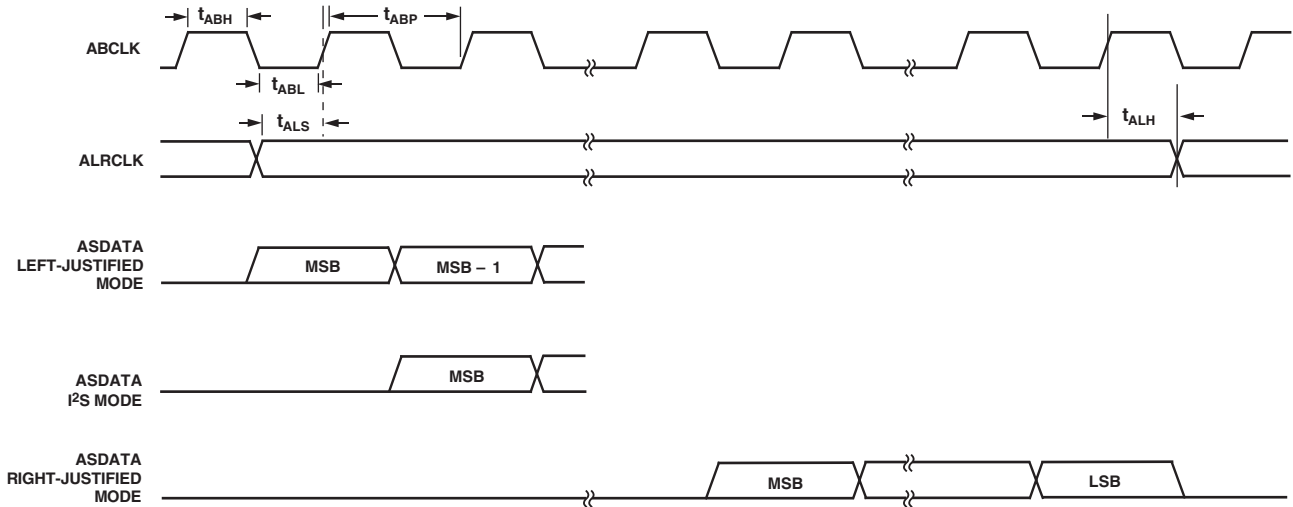 tABH
tABP
ABCLK
tABL
tALS
tALH
ALRCLK
ASDATA
LEFT-JUSTIFIED
MODE
MSB
MSB – 1
ASDATA
I²S MODE
MSB
ASDATA
RIGHT-JUSTIFIED
MODE
MSB
LSB